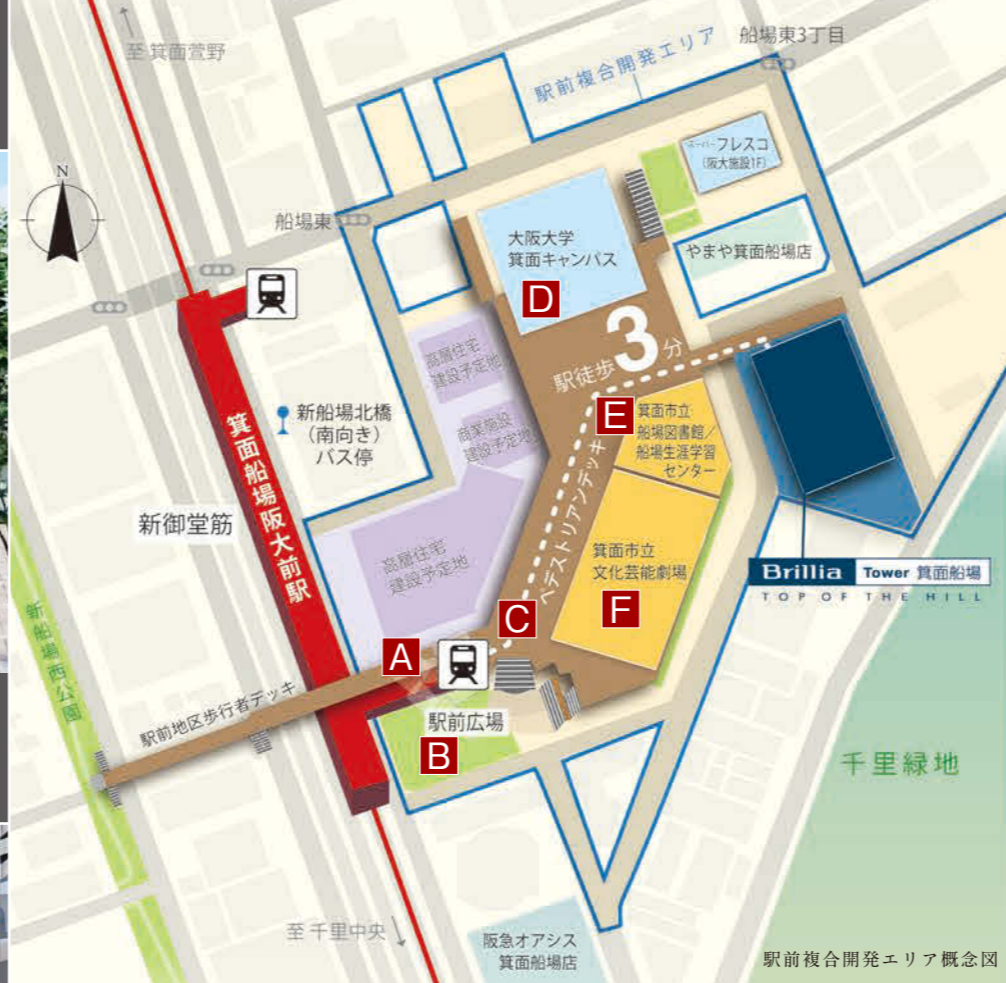 至 箕面萱野
駅前複合開発エリア
船場東3丁目
N
スーパーフレスコ
(阪大施設1F)
船場東
大阪大学
箕面キャンパス
D
やまや箕面船場店
駅徒歩3分
高層住宅
建設予定地
新船場北橋
(南向き)
バス停
商業施設
建設予定地
E
箕面市立
船場図書館/
船場生涯学習
センター
箕面船場阪大前駅
ペデストリアンデッキ
新御堂筋
高層住宅
建設予定地
箕面市立
文化芸能劇場
F
Brillia Tower 箕面船場
TOP OF THE HILL
C
A
新船場西公園
駅前地区歩行者デッキ
駅前広場
B
千里緑地
至 千里中央
阪急オアシス
箕面船場店
駅前複合開発エリア概念図